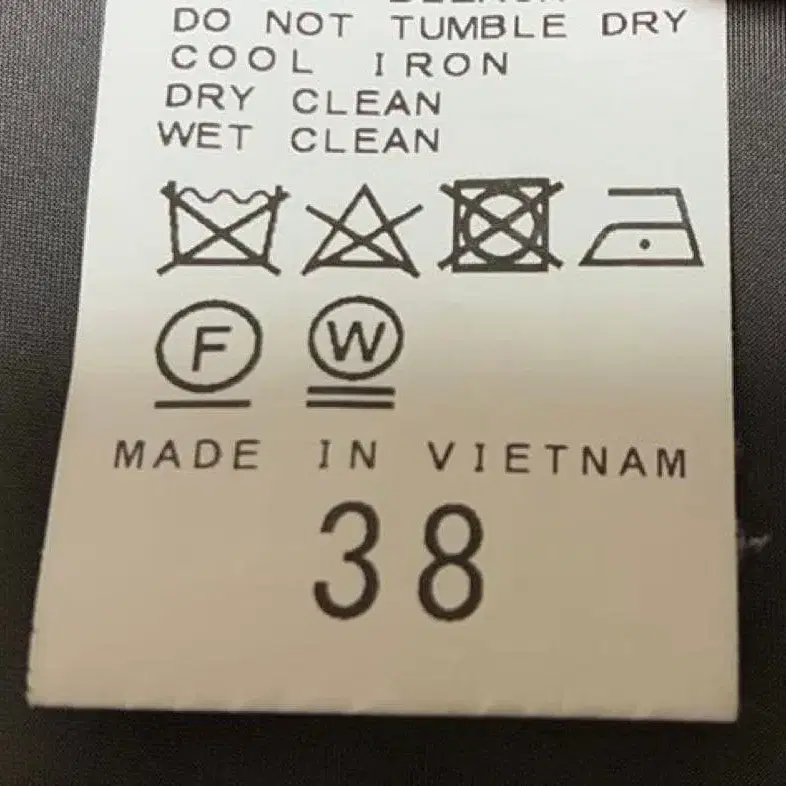 DO NOT TUMBLE DRY
COOL IRON
DRY CLEAN
WET CLEAN
F W
MADE IN VIETNAM
38